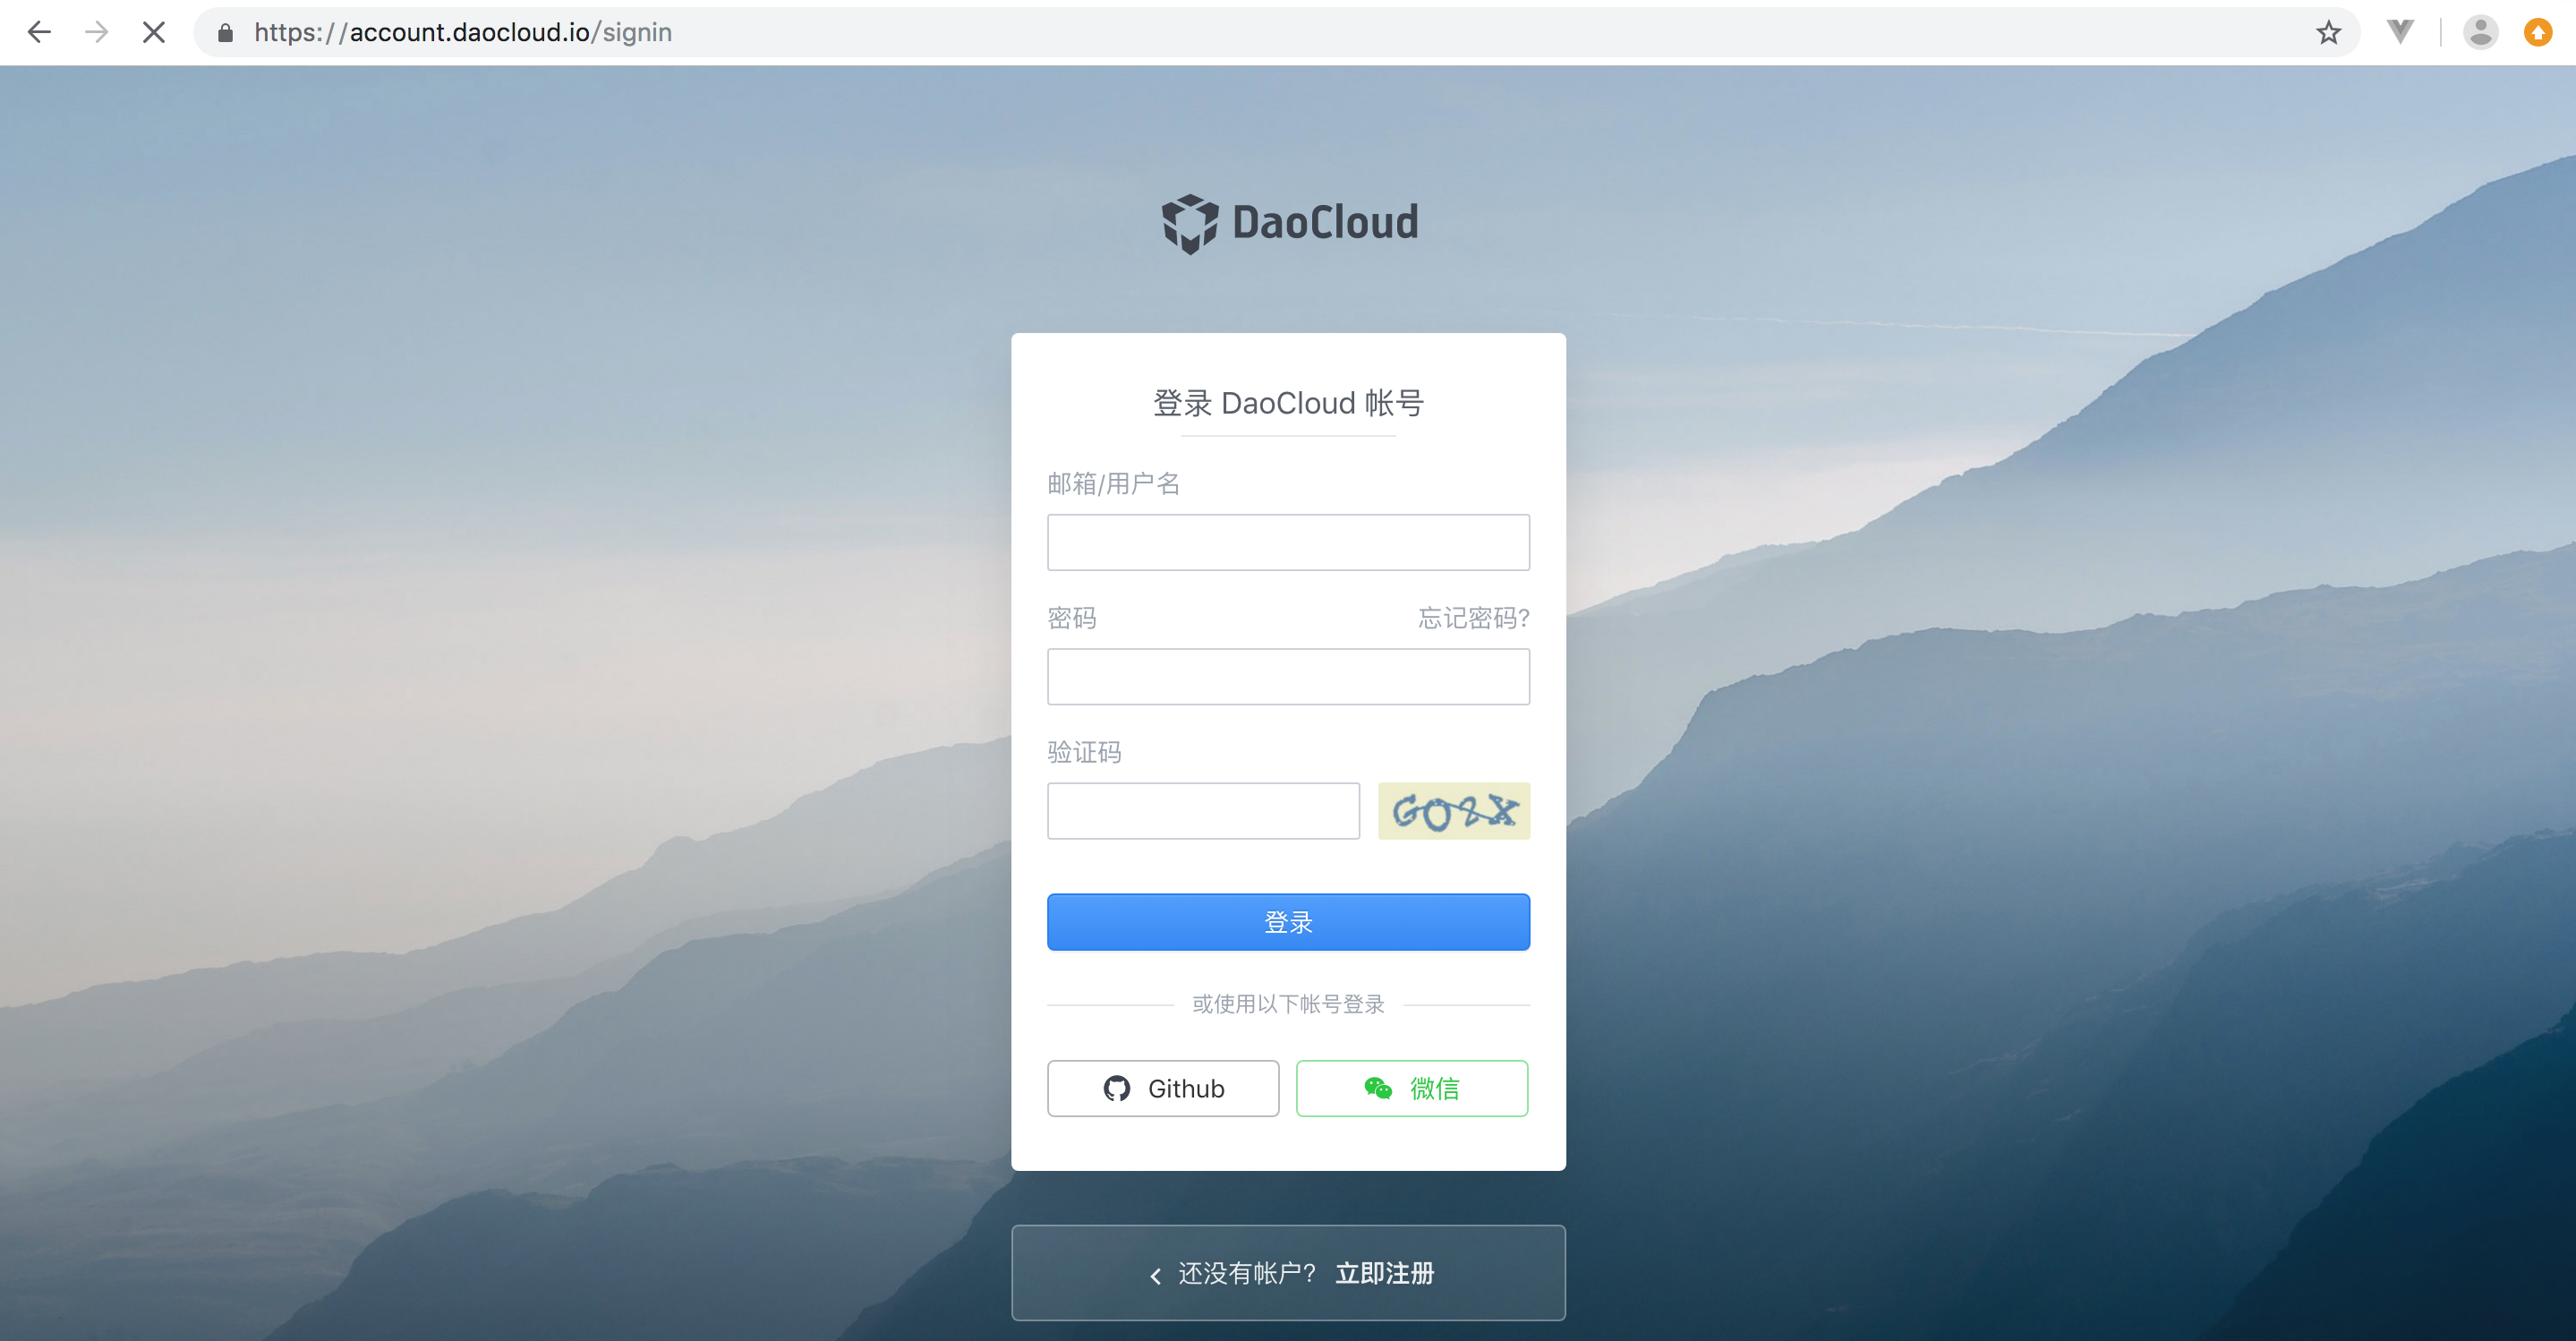 https://account.daocloud.io/signin
DaoCloud
登录 DaoCloud 帐号
邮箱/用户名
密码
忘记密码?
验证码
GO2X
登录
或使用以下帐号登录
Github
微信
还没有帐户? 立即注册